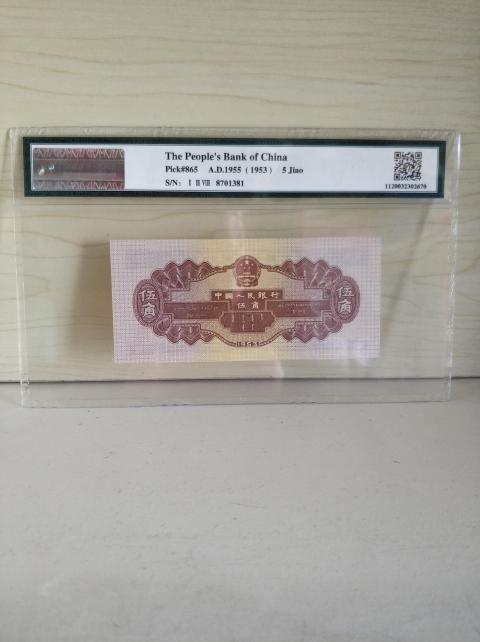 The People's Bank of China
Pick#865 A.D.1955 ( 1953 ) 5 Jiao
S/N: Ⅰ Ⅱ Ⅷ 8701381
1120032302670
中國人民銀行
伍角 伍角 伍角
1953